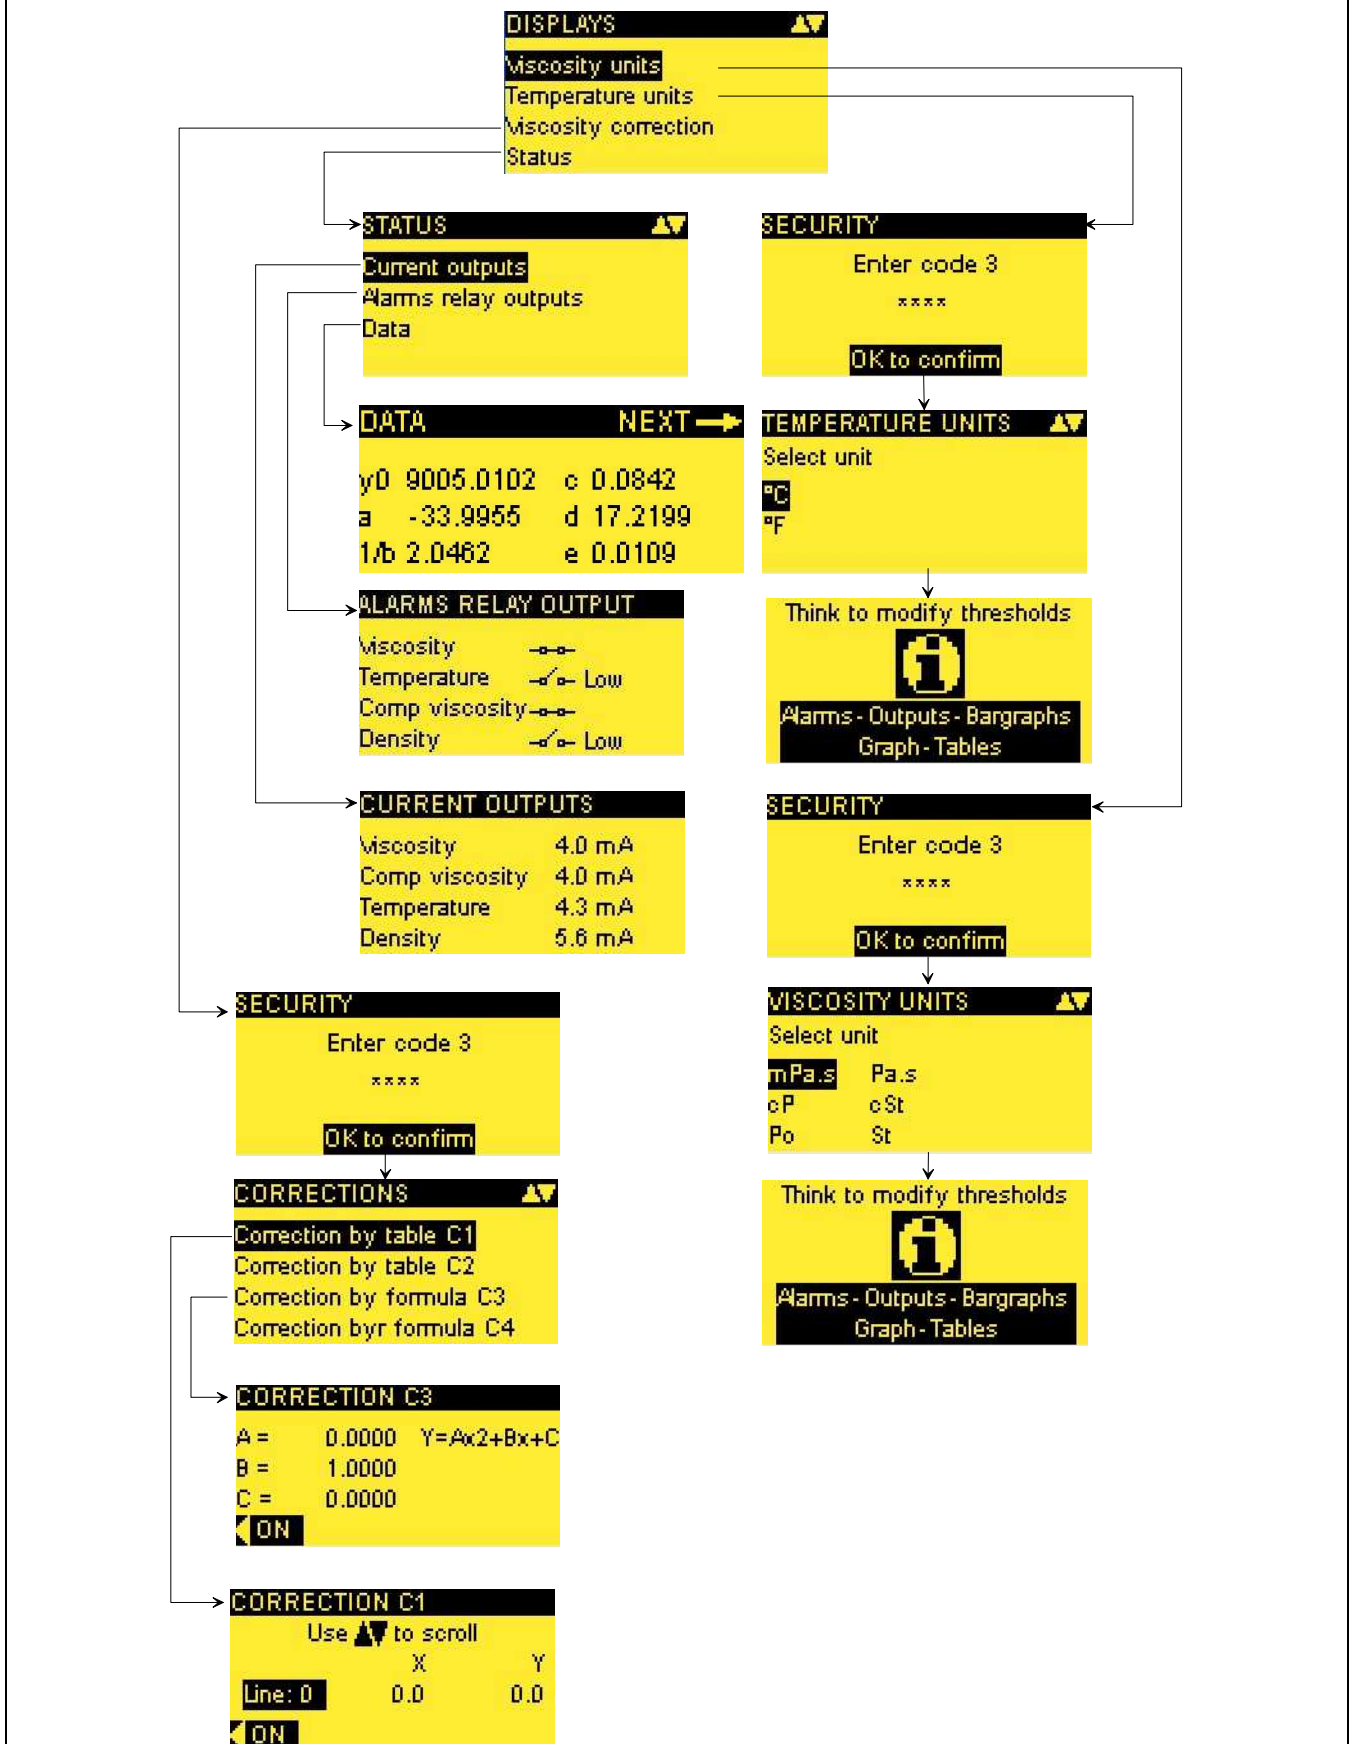 DISPLAYS
Viscosity units
Temperature units
Viscosity correction
Status
STATUS
Current outputs
Alarms relay outputs
Data
SECURITY
Enter code 3
****
OK to confirm
DATA NEXT
y0 9005.0102 c 0.0842
a -33.9955 d 17.2199
1/b 2.0462 e 0.0109
TEMPERATURE UNITS
Select unit
°C
°F
ALARMS RELAY OUTPUT
Viscosity
Temperature Low
Comp viscosity
Density Low
Think to modify thresholds
i
Alarms - Outputs - Bargraphs
Graph - Tables
CURRENT OUTPUTS
Viscosity 4.0 mA
Comp viscosity 4.0 mA
Temperature 4.3 mA
Density 5.6 mA
SECURITY
Enter code 3
****
OK to confirm
SECURITY
Enter code 3
****
OK to confirm
VISCOSITY UNITS
Select unit
mPa.s Pa.s
cP cSt
Po St
CORRECTIONS
Correction by table C1
Correction by table C2
Correction by formula C3
Correction byr formula C4
Think to modify thresholds
i
Alarms - Outputs - Bargraphs
Graph - Tables
CORRECTION C3
A = 0.0000 Y=Ax2+Bx+C
B = 1.0000
C = 0.0000
ON
CORRECTION C1
Use to scroll
X Y
Line: 0 0.0 0.0
ON